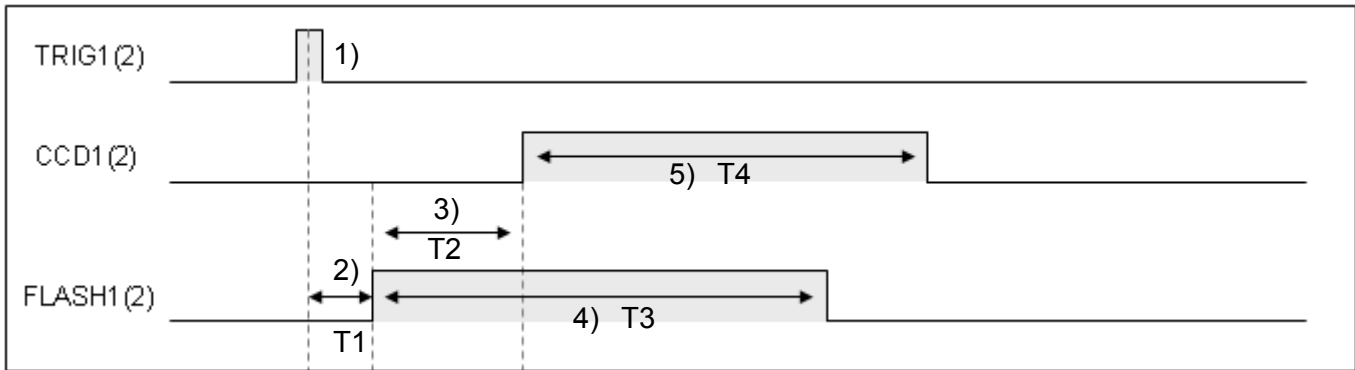 TRIG1(2) 1)
CCD1(2)
5) T4
3)
T2
2)
FLASH1(2)
4) T3
T1